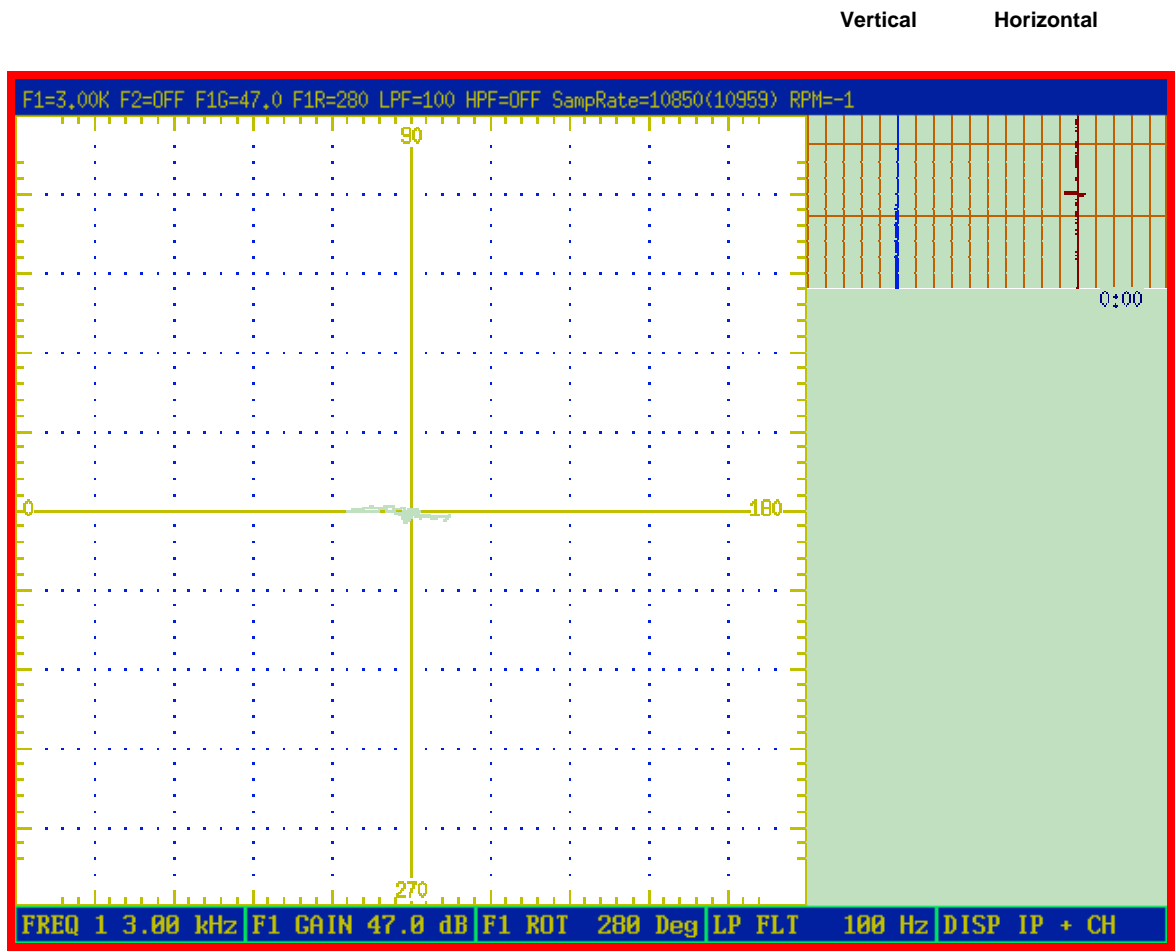 Vertical Horizontal
F1=3.00K F2=OFF F1G=47.0 F1R=280 LPF=100 HPF=OFF SampRate=10850(10959) RPM=-1
90
0:00
0
180
270
FREQ 1 3.00 kHz F1 GAIN 47.0 dB F1 ROT 280 Deg LP FLT 100 Hz DISP IP + CH